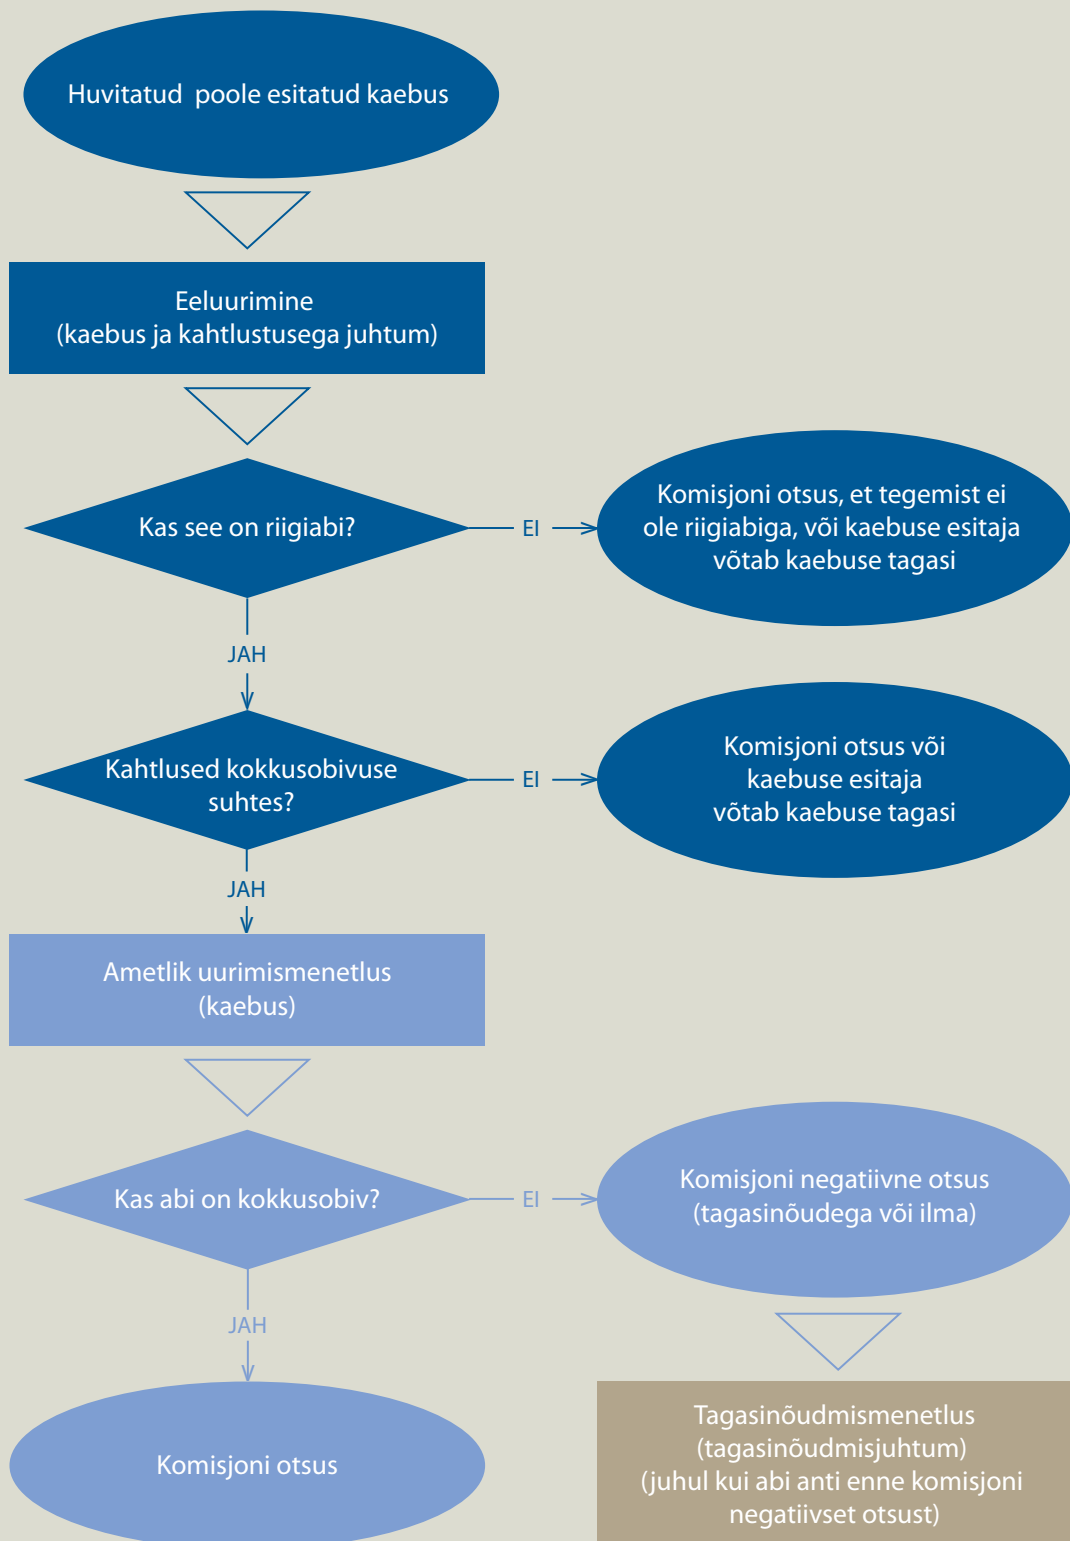 Huvitatud poole esitatud kaebus
Eeluurimine
(kaebus ja kahtlustusega juhtum)
Kas see on riigiabi?
EI
Komisjoni otsus, et tegemist ei
ole riigiabiga, või kaebuse esitaja
võtab kaebuse tagasi
JAH
Kahtlused kokkusobivuse
suhtes?
EI
Komisjoni otsus või
kaebuse esitaja
võtab kaebuse tagasi
JAH
Ametlik uurimismenetlus
(kaebus)
Kas abi on kokkusobiv?
EI
Komisjoni negatiivne otsus
(tagasinõudega või ilma)
JAH
Komisjoni otsus
Tagasinõudmismenetlus
(tagasinõudmisjuhtum)
(juhul kui abi anti enne komisjoni
negatiivset otsust)